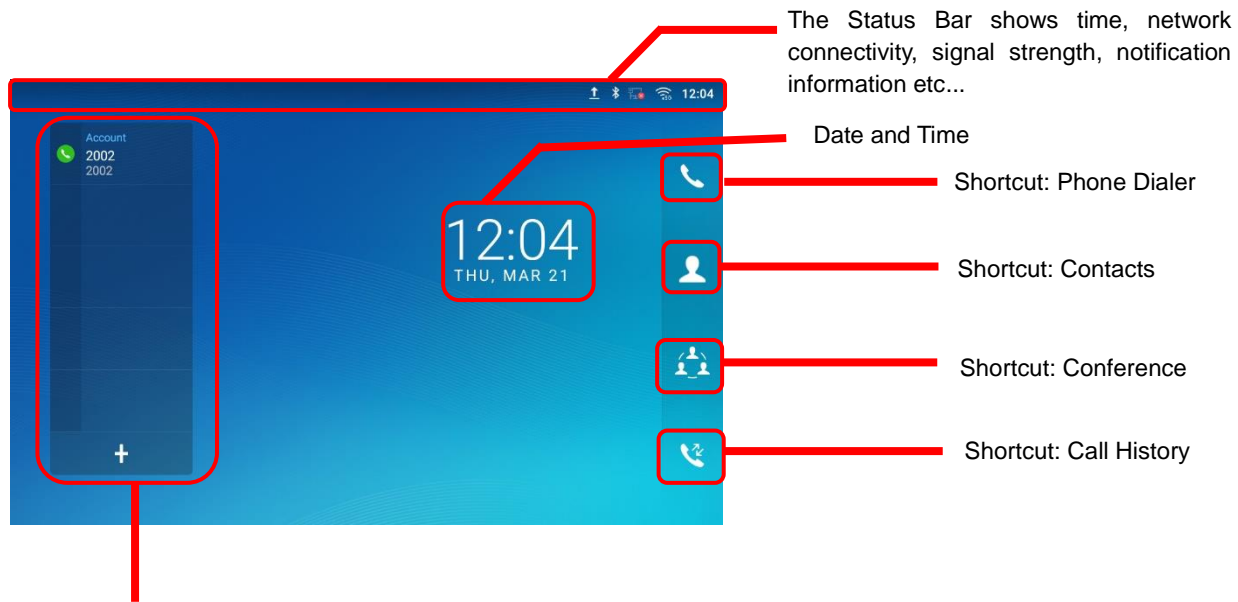 The Status Bar shows time, network
connectivity, signal strength, notification
information etc...
12:04
Date and Time
Account
2002
2002
Shortcut: Phone Dialer
12:04
THU, MAR 21
Shortcut: Contacts
Shortcut: Conference
Shortcut: Call History
+